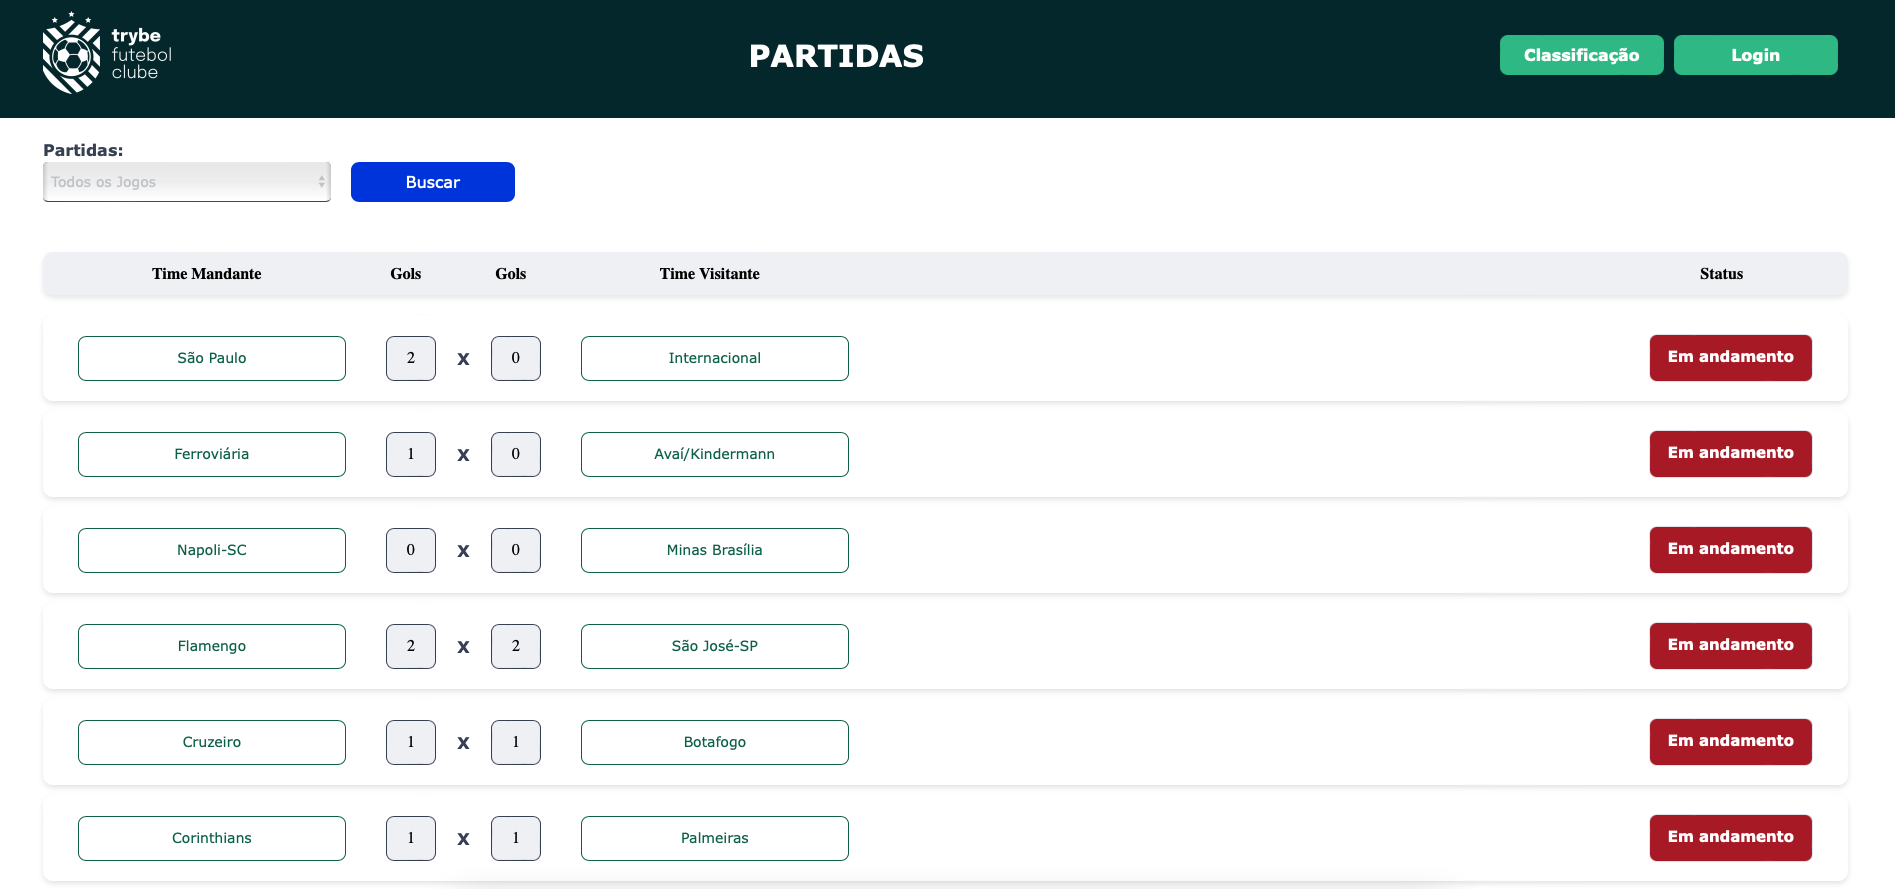 trybe
futebol
clube
PARTIDAS
Classificação
Login
Partidas:
Todos os Jogos
Buscar
Time Mandante Gols Gols Time Visitante Status
São Paulo 2 x 0 Internacional Em andamento
Ferroviária 1 x 0 Avaí/Kindermann Em andamento
Napoli-SC 0 x 0 Minas Brasília Em andamento
Flamengo 2 x 2 São José-SP Em andamento
Cruzeiro 1 x 1 Botafogo Em andamento
Corinthians 1 x 1 Palmeiras Em andamento